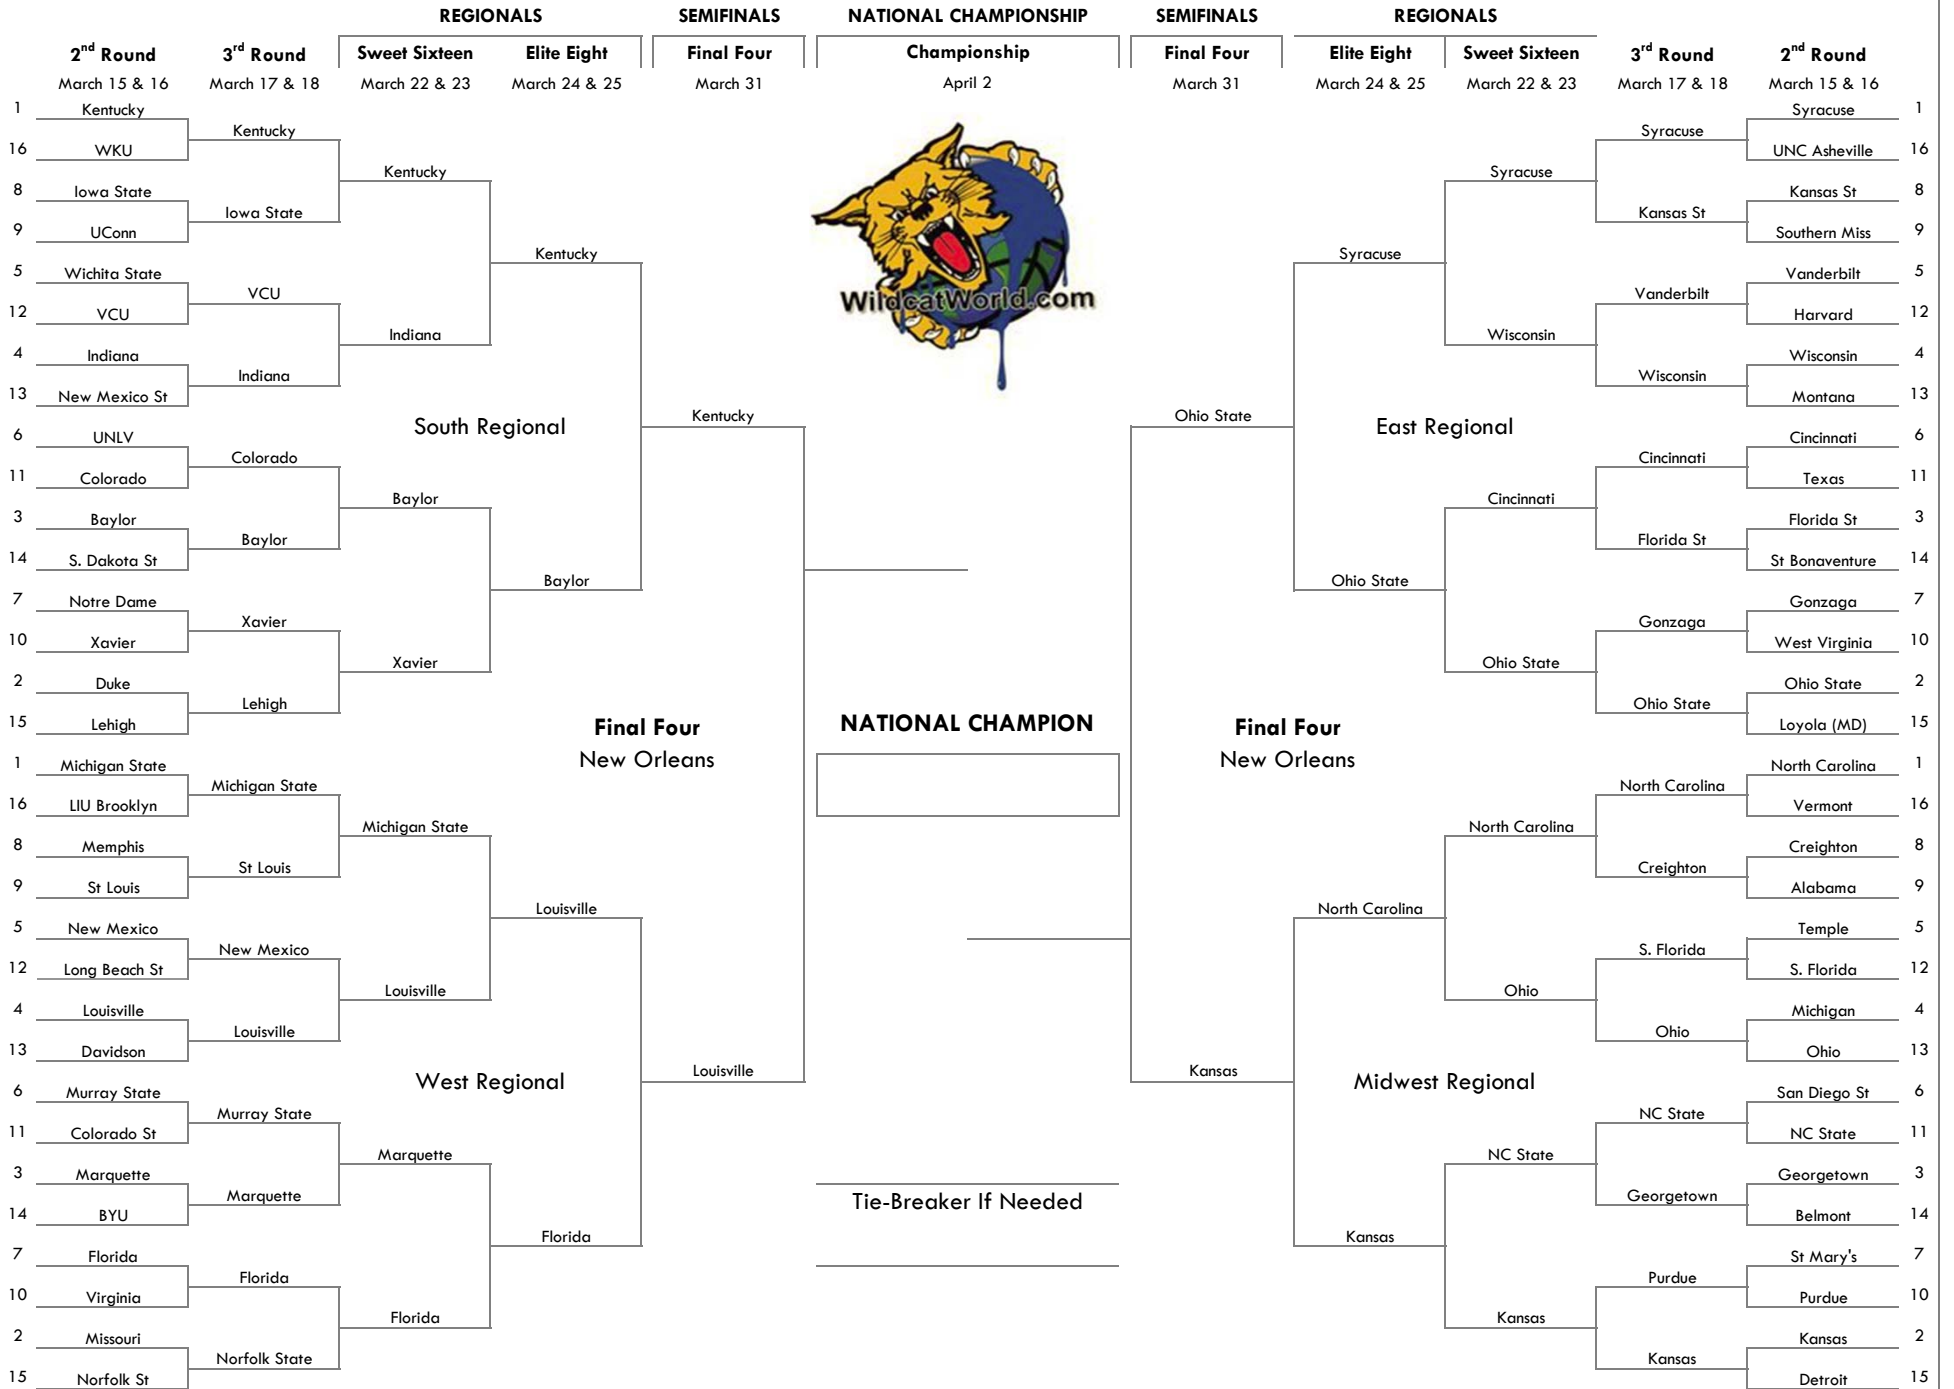 REGIONALS SEMIFINALS NATIONAL CHAMPIONSHIP SEMIFINALS REGIONALS
2nd Round 3rd Round Sweet Sixteen Elite Eight Final Four Championship Final Four Elite Eight Sweet Sixteen 3rd Round 2nd Round
March 15 & 16 March 17 & 18 March 22 & 23 March 24 & 25 March 31 April 2 March 31 March 24 & 25 March 22 & 23 March 17 & 18 March 15 & 16
1 Kentucky Syracuse 1
Kentucky Syracuse
16 WKU UNC Asheville 16
Kentucky Syracuse
8 Iowa State Kansas St 8
Iowa State Kansas St
9 UConn Southern Miss 9
Kentucky Syracuse
5 Wichita State Vanderbilt 5
VCU Vanderbilt
WildcatWorld.com
12 VCU Harvard 12
Indiana Wisconsin
4 Indiana Wisconsin 4
Indiana Wisconsin
13 New Mexico St Montana 13
Kentucky Ohio State
South Regional East Regional
6 UNLV Cincinnati 6
Colorado Cincinnati
11 Colorado Texas 11
Baylor Cincinnati
3 Baylor Florida St 3
Baylor Florida St
14 S. Dakota St St Bonaventure 14
Baylor Ohio State
7 Notre Dame Gonzaga 7
Xavier Gonzaga
10 Xavier West Virginia 10
Xavier Ohio State
2 Duke Ohio State 2
Lehigh Ohio State
15 Lehigh Loyola (MD) 15
Final Four NATIONAL CHAMPION Final Four
New Orleans New Orleans
1 Michigan State North Carolina 1
Michigan State North Carolina
16 LIU Brooklyn Vermont 16
Michigan State North Carolina
8 Memphis Creighton 8
St Louis Creighton
9 St Louis Alabama 9
Louisville North Carolina
5 New Mexico Temple 5
New Mexico S. Florida
12 Long Beach St S. Florida 12
Louisville Ohio
4 Louisville Michigan 4
Louisville Ohio
13 Davidson Ohio 13
Louisville Kansas
West Regional Midwest Regional
6 Murray State San Diego St 6
Murray State NC State
11 Colorado St NC State 11
Marquette NC State
3 Marquette Georgetown 3
Marquette Georgetown
Tie-Breaker If Needed
14 BYU Belmont 14
Florida Kansas
7 Florida St Mary's 7
Florida Purdue
10 Virginia Purdue 10
Florida Kansas
2 Missouri Kansas 2
Norfolk State Kansas
15 Norfolk St Detroit 15